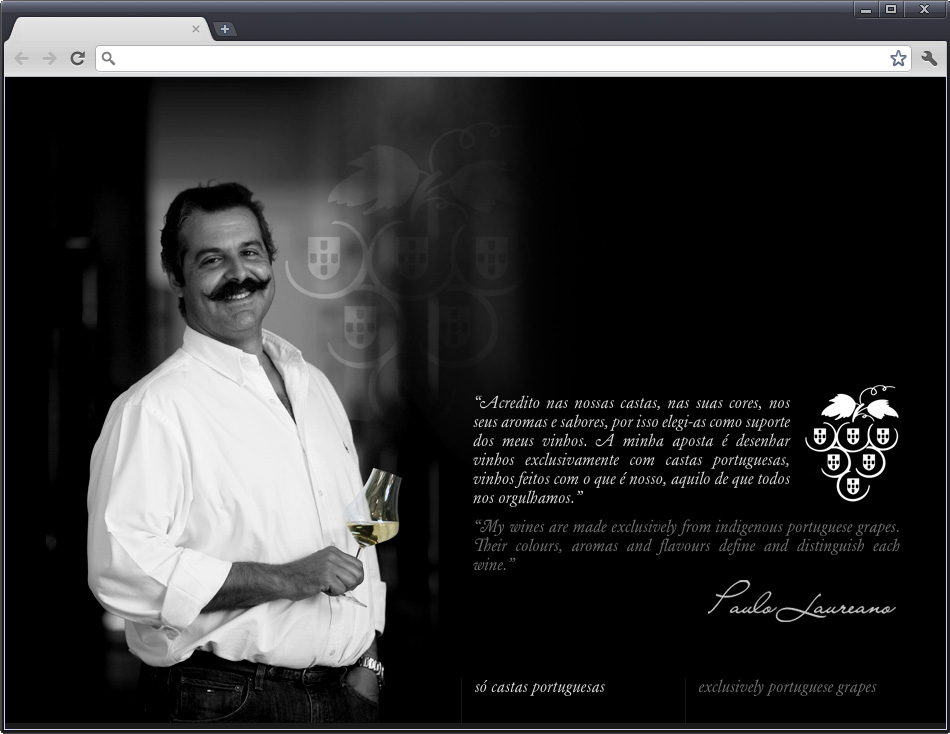 “Acredito nas nossas castas, nas suas cores, nos
seus aromas e sabores, por isso elegi-as como suporte
dos meus vinhos. A minha aposta é desenhar
vinhos exclusivamente com castas portuguesas,
vinhos feitos com o que é nosso, aquilo de que todos
nos orgulhamos.”
“My wines are made exclusively from indigenous portuguese grapes.
Their colours, aromas and flavours define and distinguish each
wine.”
Paulo Laureano
só castas portuguesas
exclusively portuguese grapes